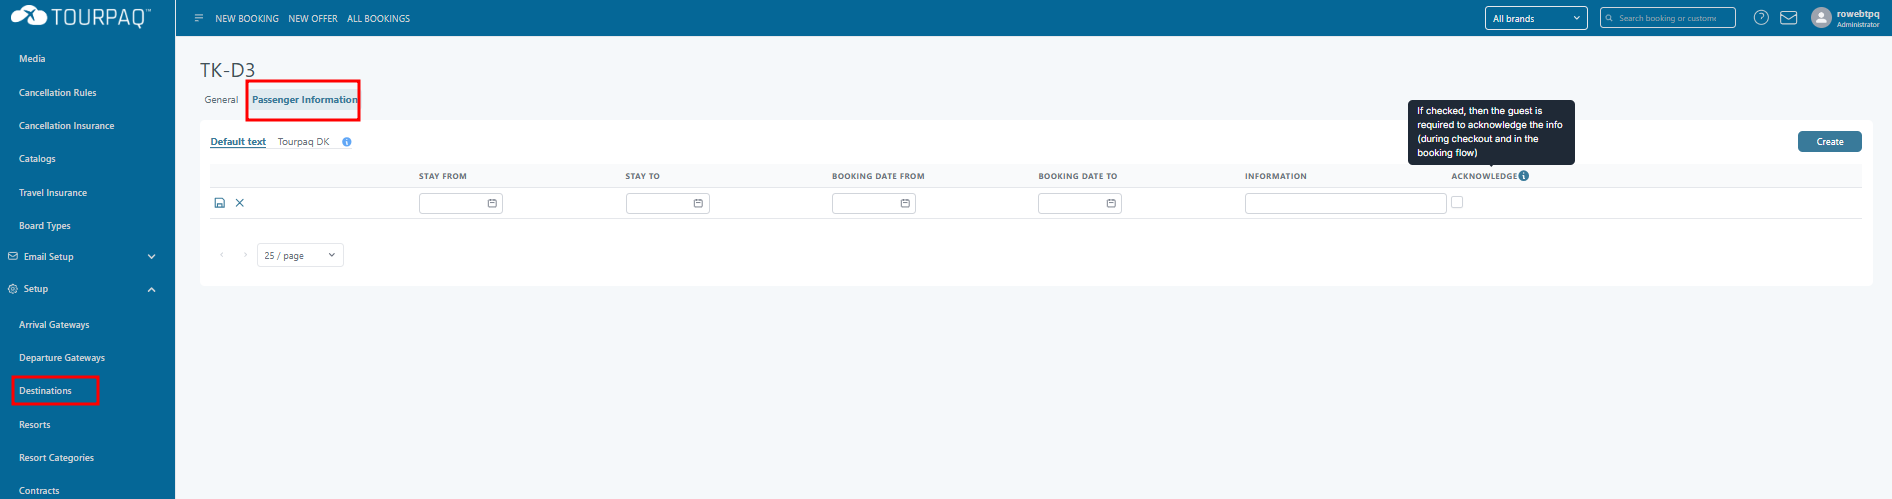 TOURPAQ™
NEW BOOKING NEW OFFER ALL BOOKINGS
All brands
Search booking or custome
rowebtpq
Administrator
Media
Cancellation Rules
Cancellation Insurance
Catalogs
Travel Insurance
Board Types
Email Setup
Setup
Arrival Gateways
Departure Gateways
Destinations
Resorts
Resort Categories
Contracts
TK-D3
General Passenger Information
If checked, then the guest is
required to acknowledge the info
(during checkout and in the
booking flow)
Default text Tourpaq DK
Create
STAY FROM STAY TO BOOKING DATE FROM BOOKING DATE TO INFORMATION ACKNOWLEDGE
25 / page